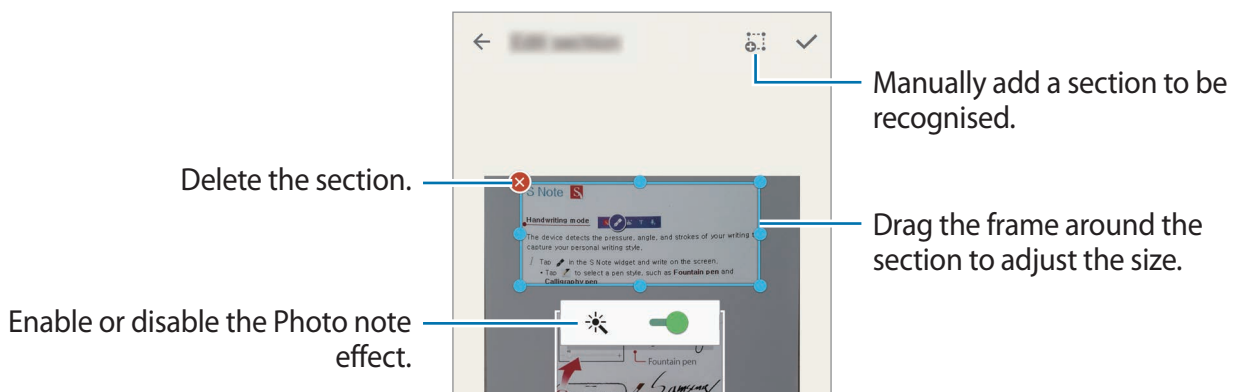 Manually add a section to be
recognised.
Delete the section.
S Note
Handwriting mode
Drag the frame around the
section to adjust the size.
The device detects the pressure, angle, and strokes of your writing
capture your personal writing style.
Tap in the S Note widget and write on the screen.
• Tap to select a pen style, such as Fountain pen and
Calligraphy pen
Enable or disable the Photo note
effect.
Fountain pen
Samsung